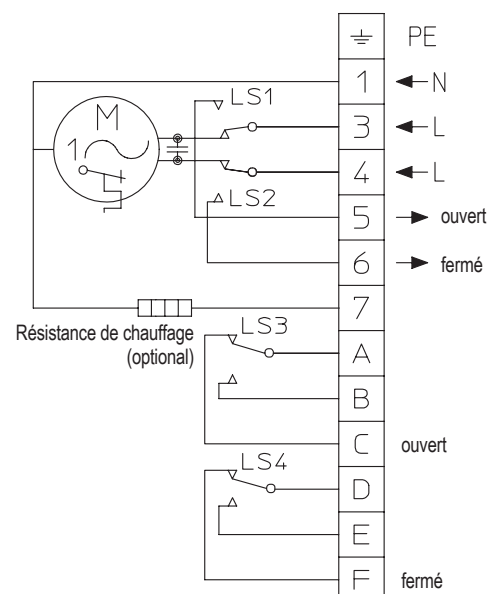 PE
1 N
M
1
LS1
3 L
4 L
LS2
5 ouvert
6 fermé
7
Résistance de chauffage
(optional)
LS3
A
B
C ouvert
LS4
D
E
F fermé